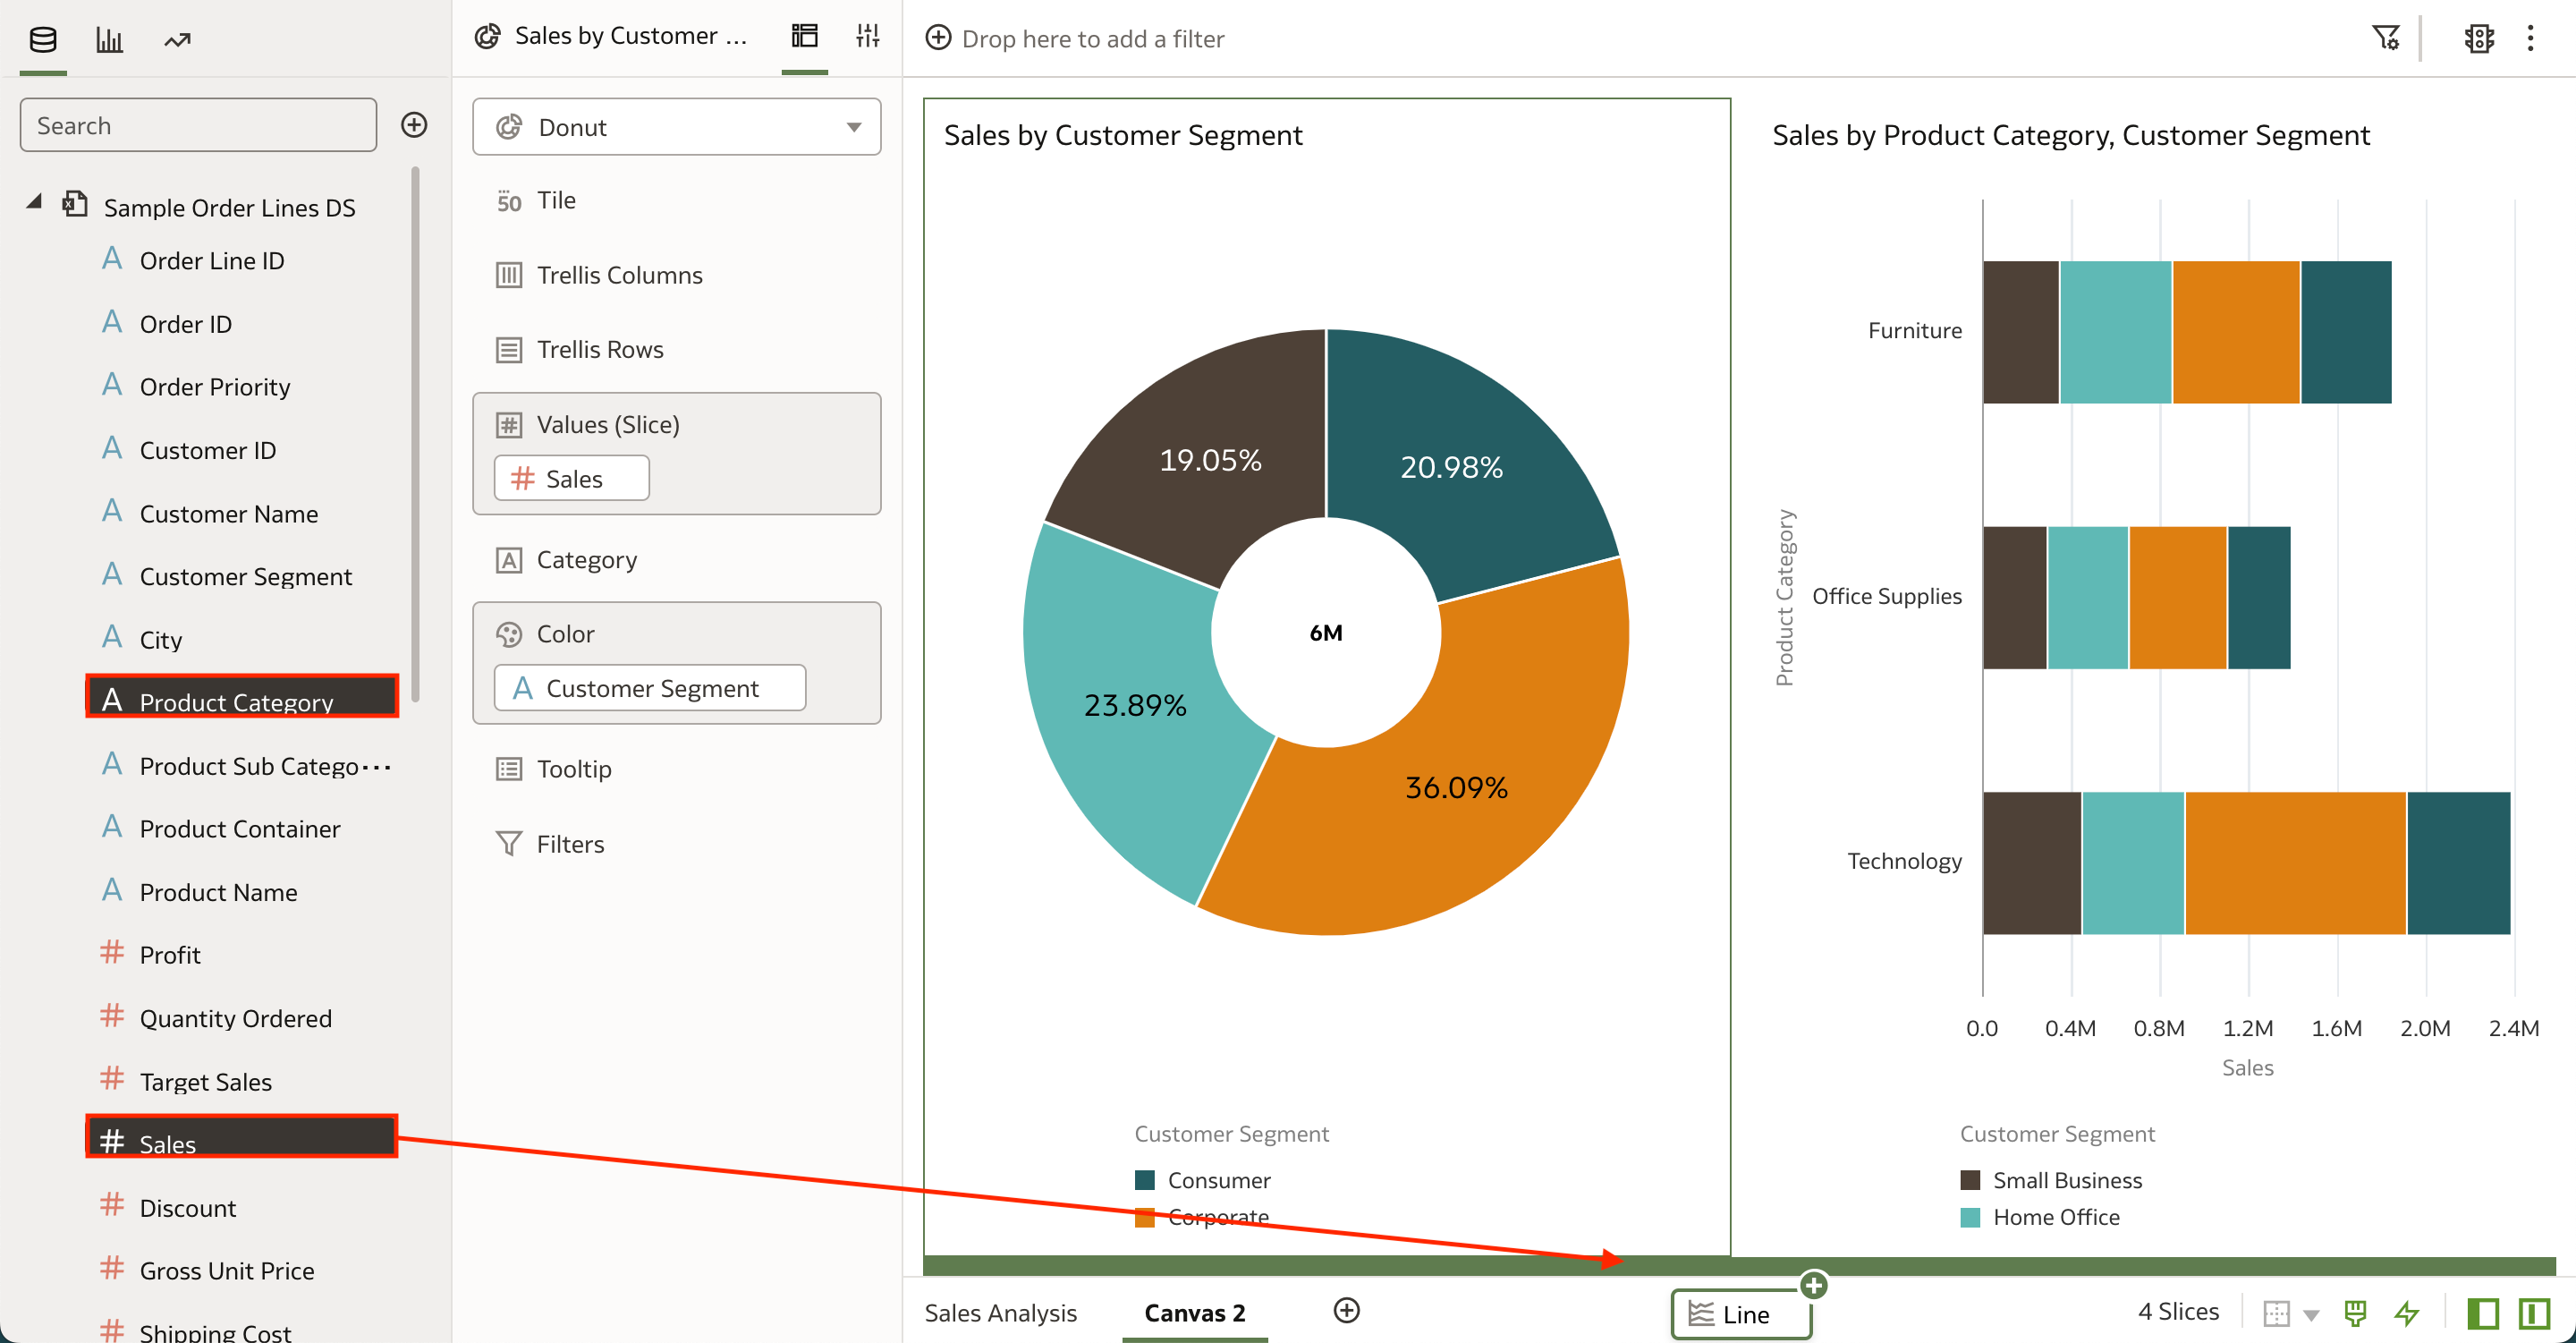 Search
Sample Order Lines DS
Order Line ID
Order ID
Order Priority
Customer ID
Customer Name
Customer Segment
City
Product Category
Product Sub Catego...
Product Container
Product Name
Profit
Quantity Ordered
Target Sales
Sales
Discount
Gross Unit Price
Shipping Cost
Sales by Customer ...
Donut
50 Tile
Trellis Columns
Trellis Rows
Values (Slice)
# Sales
A Category
Color
A Customer Segment
Tooltip
Filters
Drop here to add a filter
Sales by Customer Segment
19.05%
20.98%
6M
23.89%
36.09%
Customer Segment
Consumer
Corporate
Sales by Product Category, Customer Segment
Product Category
Furniture
Office Supplies
Technology
0.0 0.4M 0.8M 1.2M 1.6M 2.0M 2.4M
Sales
Customer Segment
Small Business
Home Office
Sales Analysis
Canvas 2
Line
4 Slices